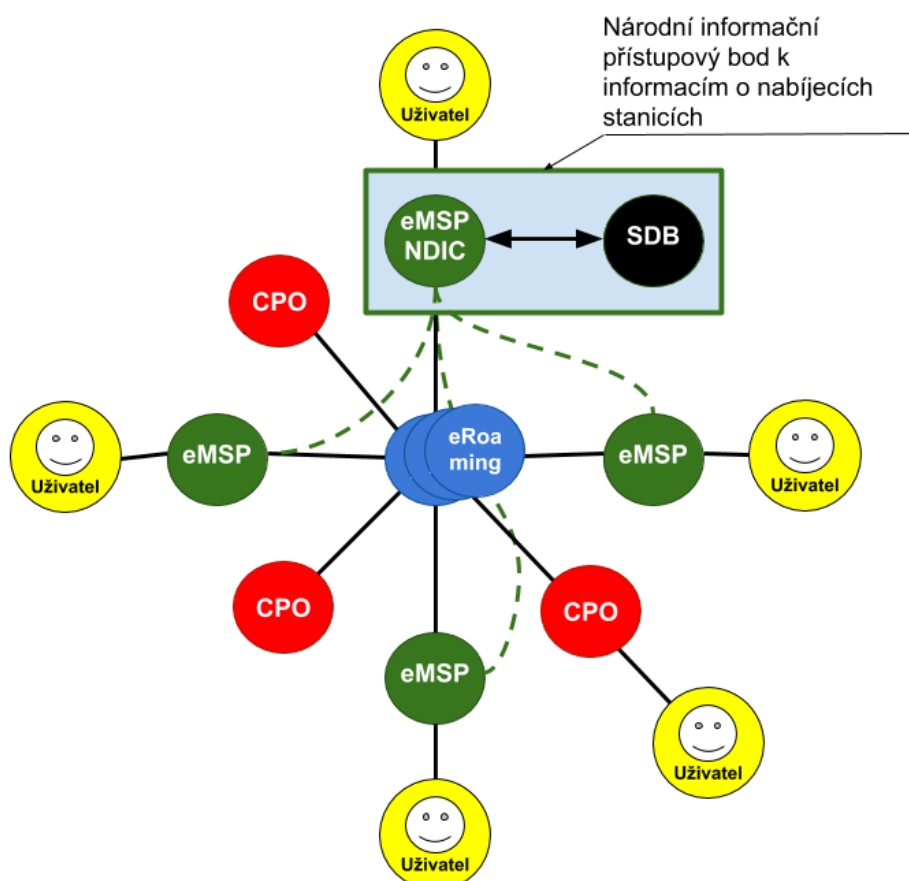 Národní informační
přístupový bod k
informacím o nabíjecích
stanicích
Uživatel
eMSP
NDIC
SDB
CPO
eRoa
ming
eMSP
eMSP
Uživatel
Uživatel
CPO
CPO
eMSP
Uživatel
Uživatel